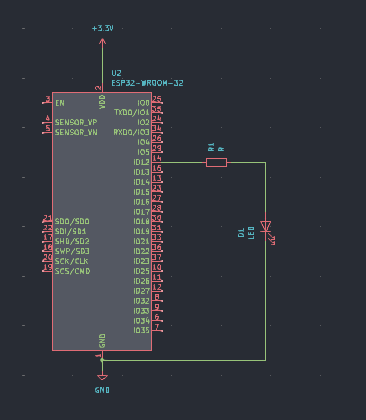 +3.3V
U2
ESP32-WROOM-32
2
VDD
3 EN
4 SENSOR_VP
5 SENSOR_VN
21 SDO/SD0
22 SDI/SD1
17 SHD/SD2
18 SWP/SD3
20 SCK/CLK
19 SCS/CMD
IO0 25
TXD0/IO1 35
IO2 24
RXD0/IO3 34
IO4 26
IO5 29
IO12 14
IO13 16
IO14 13
IO15 23
IO16 27
IO17 28
IO18 30
IO19 31
IO21 33
IO22 36
IO23 37
IO25 10
IO26 11
IO27 12
IO32 8
IO33 9
IO34 6
IO35 7
R1
R
D1
LED
GND
1
GND